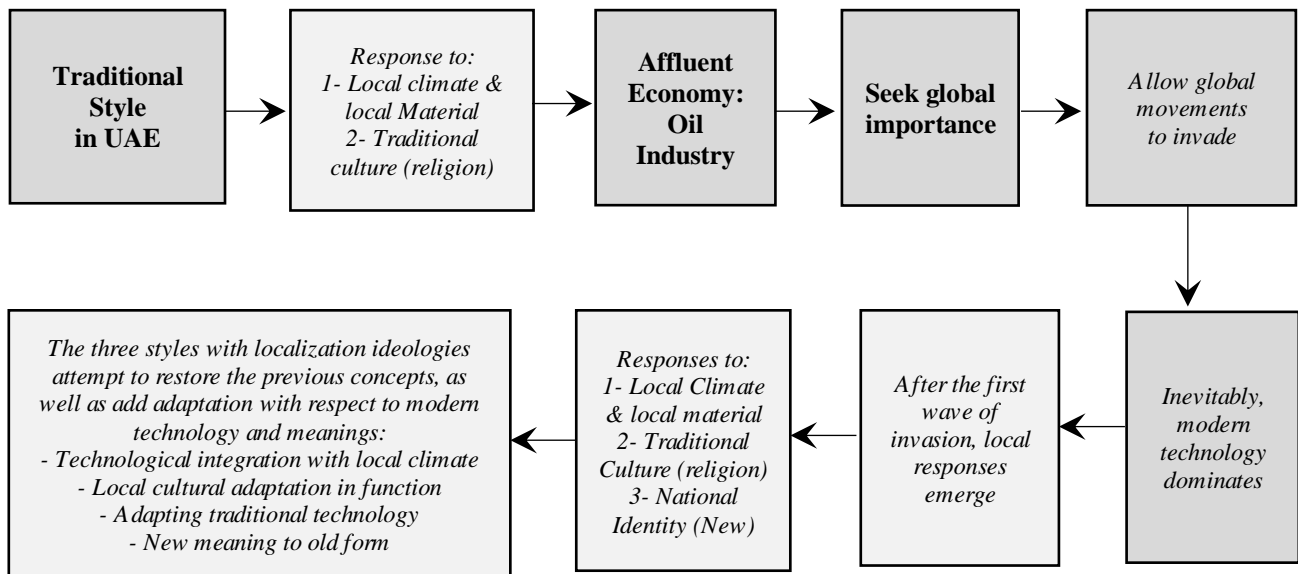 Traditional
Style
in UAE
Response to:
1- Local climate &
local Material
2- Traditional
culture (religion)
Affluent
Economy:
Oil
Industry
Seek global
importance
Allow global
movements
to invade
Inevitably,
modern
technology
dominates
After the first
wave of
invasion, local
responses
emerge
Responses to:
1- Local Climate
& local material
2- Traditional
Culture (religion)
3- National
Identity (New)
The three styles with localization ideologies
attempt to restore the previous concepts, as
well as add adaptation with respect to modern
technology and meanings:
- Technological integration with local climate
- Local cultural adaptation in function
- Adapting traditional technology
- New meaning to old form